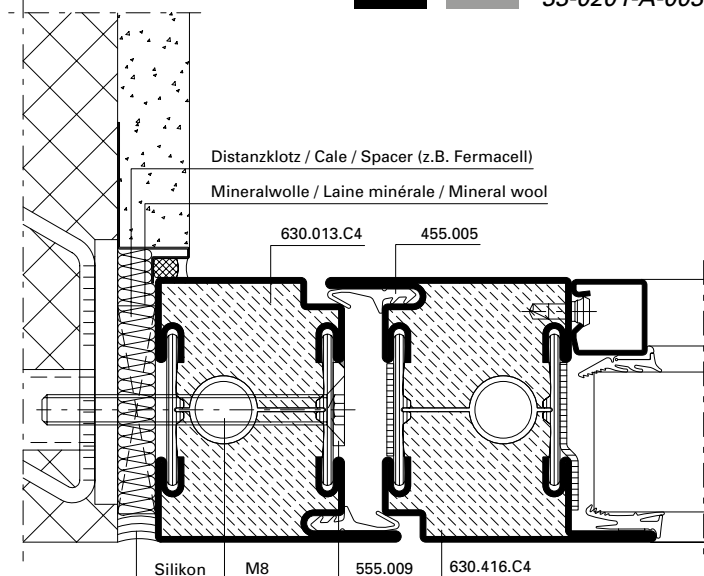 Distanzklotz / Cale / Spacer (z.B. Fermacell)
Mineralwolle / Laine minérale / Mineral wool
630.013.C4 455.005
Silikon M8 555.009 630.416.C4